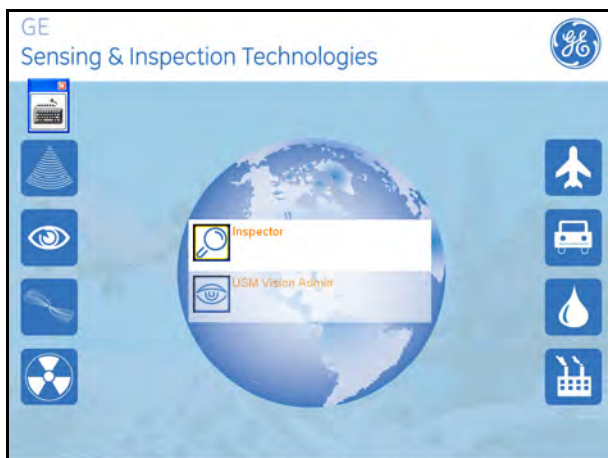 GE
Sensing & Inspection Technologies
Inspector
USM Vision Admin